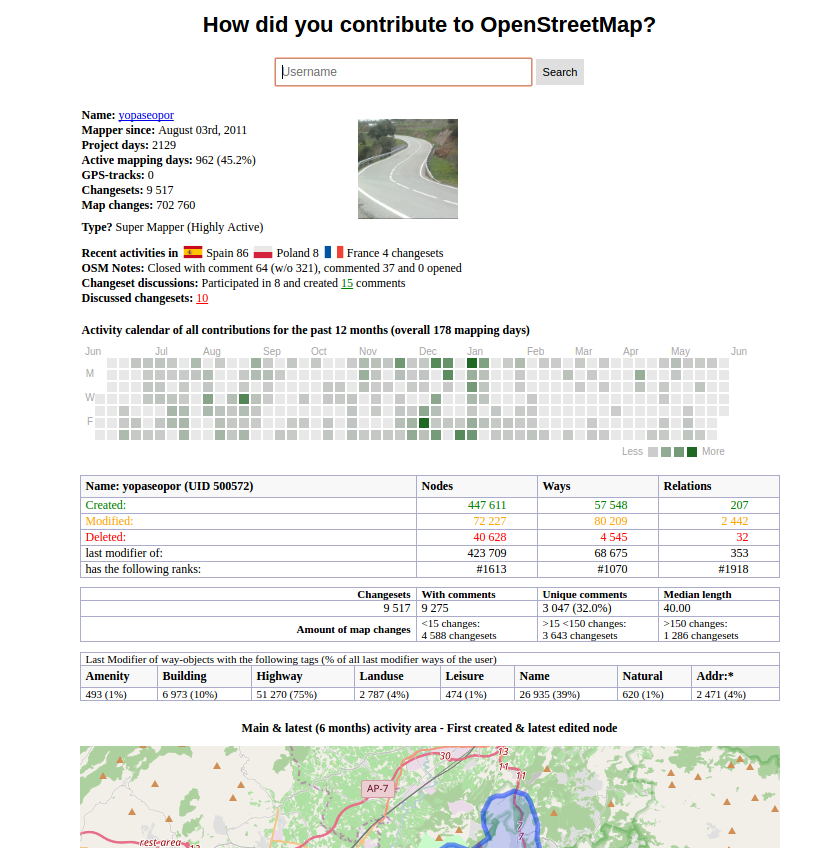 How did you contribute to OpenStreetMap?
Username Search
Name: yopaseopor
Mapper since: August 03rd, 2011
Project days: 2129
Active mapping days: 962 (45.2%)
GPS-tracks: 0
Changesets: 9 517
Map changes: 702 760
Type? Super Mapper (Highly Active)
Recent activities in Spain 86 Poland 8 France 4 changesets
OSM Notes: Closed with comment 64 (w/o 321), commented 37 and 0 opened
Changeset discussions: Participated in 8 and created 15 comments
Discussed changesets: 10
Activity calendar of all contributions for the past 12 months (overall 178 mapping days)
Jun Jul Aug Sep Oct Nov Dec Jan Feb Mar Apr May Jun
M
W
F
Less More
Name: yopaseopor (UID 500572) Nodes Ways Relations
Created: 447 611 57 548 207
Modified: 72 227 80 209 2 442
Deleted: 40 628 4 545 32
last modifier of: 423 709 68 675 353
has the following ranks: #1613 #1070 #1918
Changesets With comments Unique comments Median length
9 517 9 275 3 047 (32.0%) 40.00
Amount of map changes <15 changes: >15 <150 changes: >150 changes:
4 588 changesets 3 643 changesets 1 286 changesets
Last Modifier of way-objects with the following tags (% of all last modifier ways of the user)
Amenity Building Highway Landuse Leisure Name Natural Addr:*
493 (1%) 6 973 (10%) 51 270 (75%) 2 787 (4%) 474 (1%) 26 935 (39%) 620 (1%) 2 471 (4%)
Main & latest (6 months) activity area - First created & latest edited node
30 13
11
11
AP-7
7
7
rest-area 13